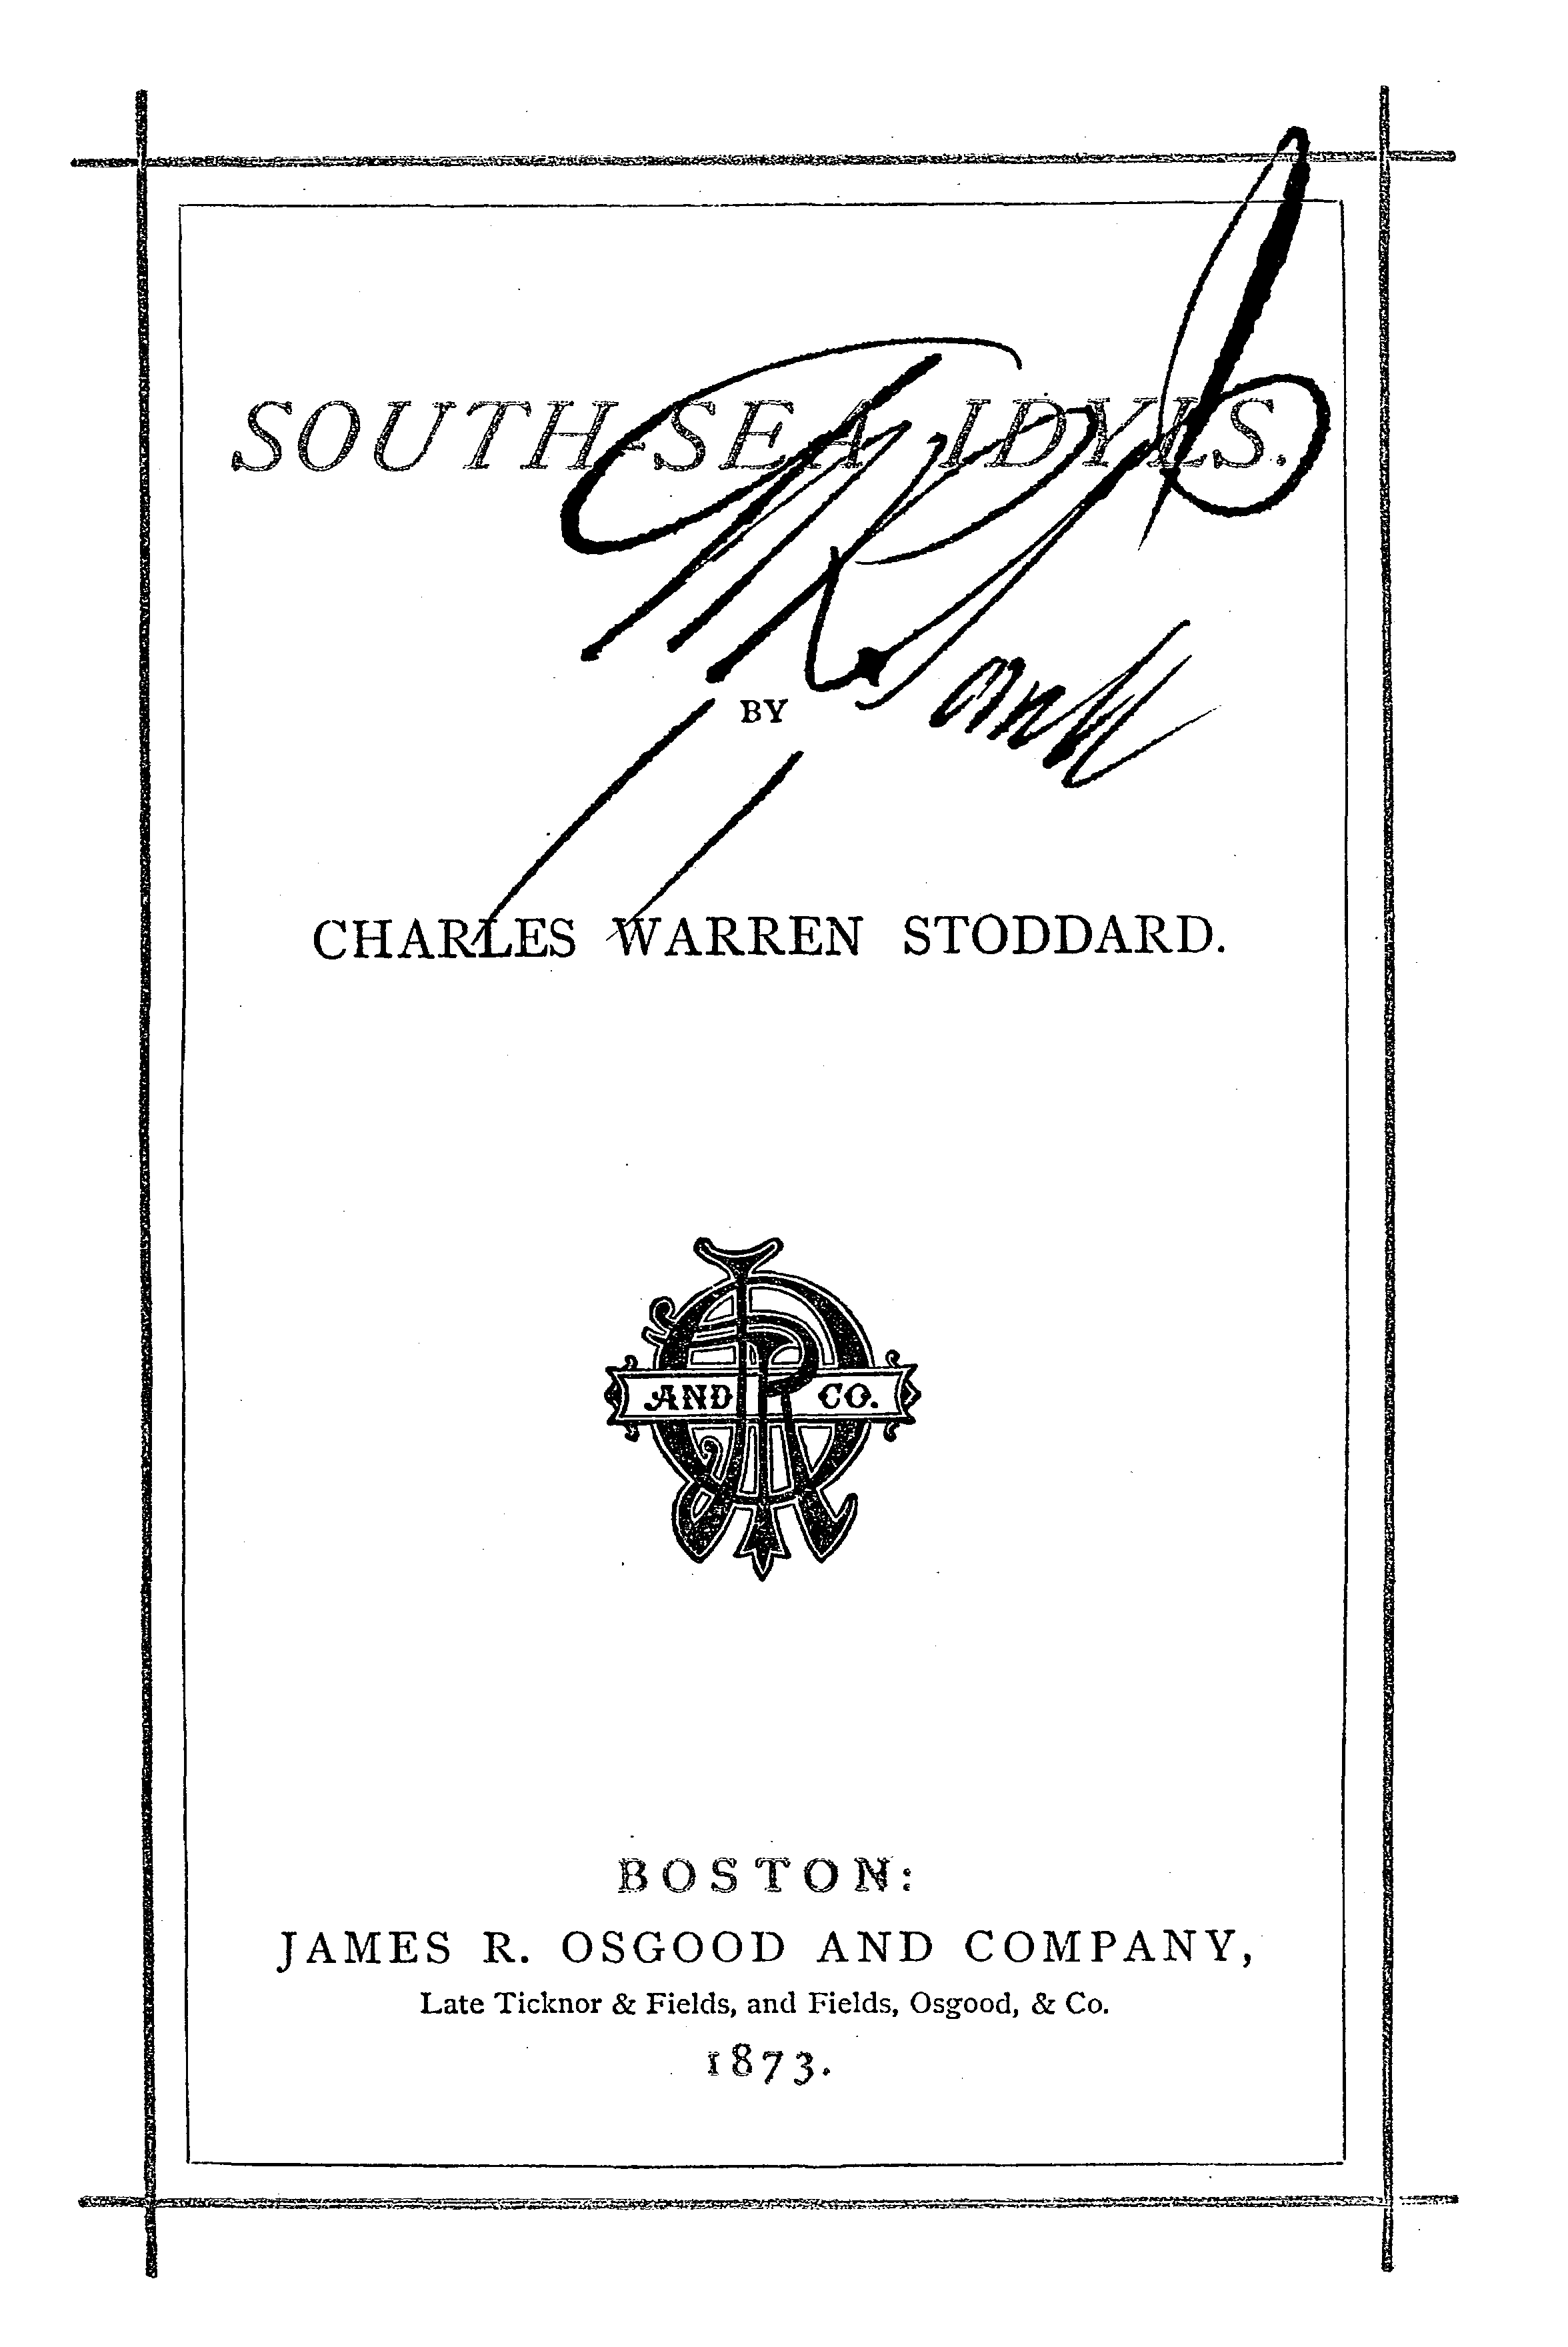 SOUTH-SEA IDYLS.
BY
CHARLES WARREN STODDARD.
AND CO.
BOSTON:
JAMES R. OSGOOD AND COMPANY,
Late Ticknor & Fields, and Fields, Osgood, & Co.
1873.